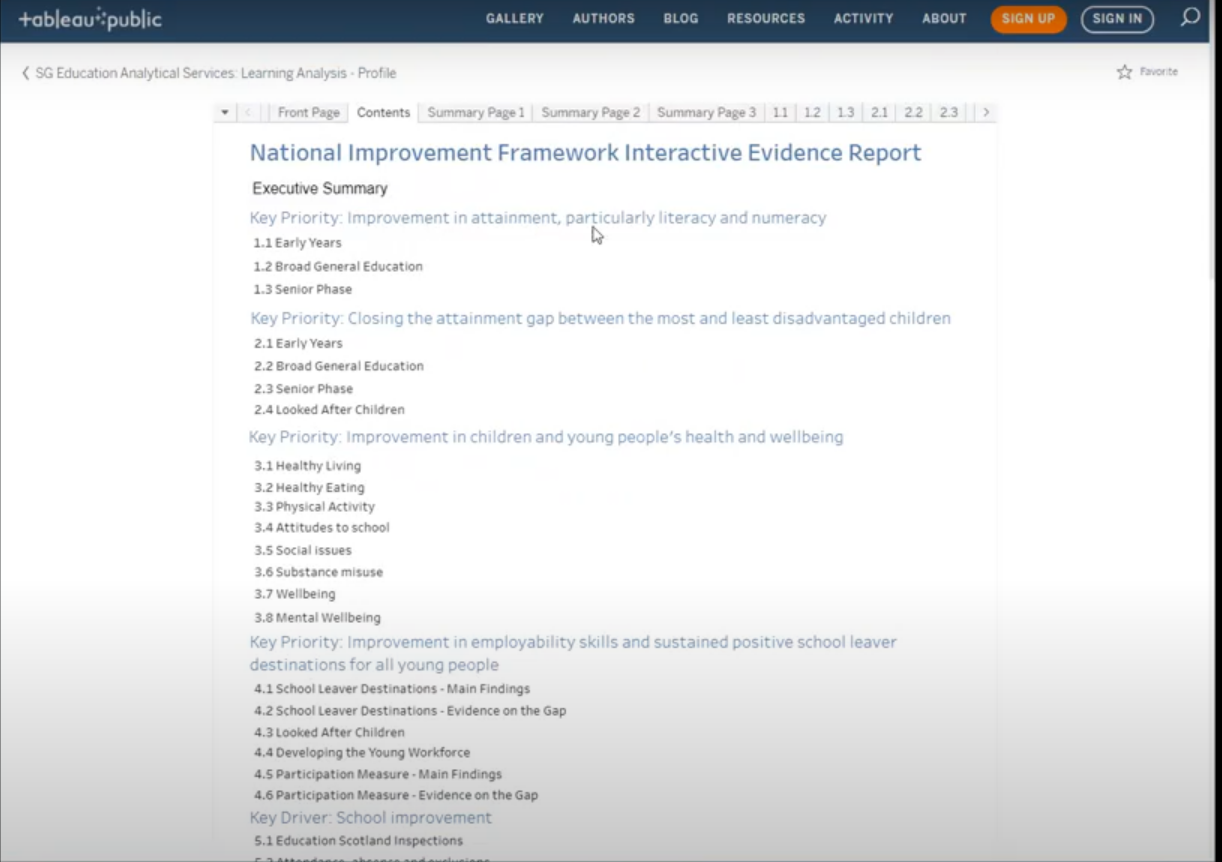 +ableau public
GALLERY AUTHORS BLOG RESOURCES ACTIVITY ABOUT SIGN UP SIGN IN
SG Education Analytical Services: Learning Analysis - Profile
Favorite
Front Page Contents Summary Page 1 Summary Page 2 Summary Page 3 1.1 1.2 1.3 2.1 2.2 2.3
National Improvement Framework Interactive Evidence Report
Executive Summary
Key Priority: Improvement in attainment, particularly literacy and numeracy
1.1 Early Years
1.2 Broad General Education
1.3 Senior Phase
Key Priority: Closing the attainment gap between the most and least disadvantaged children
2.1 Early Years
2.2 Broad General Education
2.3 Senior Phase
2.4 Looked After Children
Key Priority: Improvement in children and young people's health and wellbeing
3.1 Healthy Living
3.2 Healthy Eating
3.3 Physical Activity
3.4 Attitudes to school
3.5 Social issues
3.6 Substance misuse
3.7 Wellbeing
3.8 Mental Wellbeing
Key Priority: Improvement in employability skills and sustained positive school leaver
destinations for all young people
4.1 School Leaver Destinations - Main Findings
4.2 School Leaver Destinations - Evidence on the Gap
4.3 Looked After Children
4.4 Developing the Young Workforce
4.5 Participation Measure - Main Findings
4.6 Participation Measure - Evidence on the Gap
Key Driver: School improvement
5.1 Education Scotland Inspections
5.2 Attendance, absence and exclusions